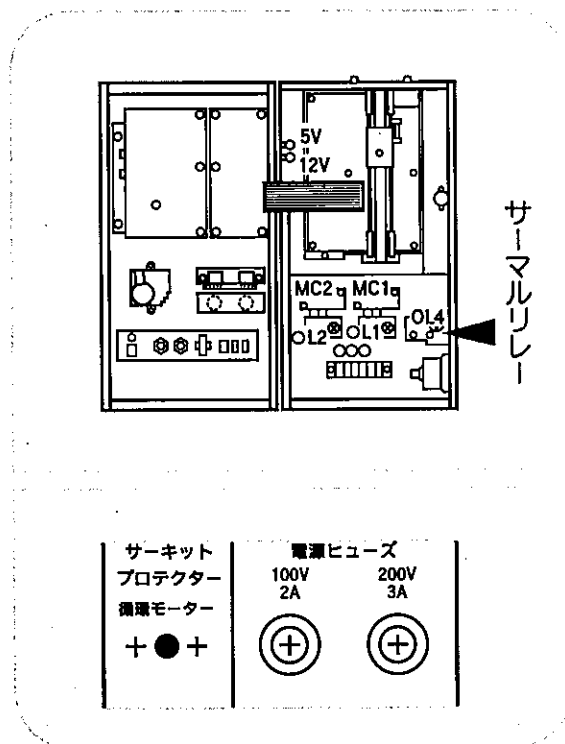 5V
12V
MC2
MC1
OL2
OL1
OL4
サーマルリレー
サーキット
プロテクター
循環モーター
電源ヒューズ
100V
2A
200V
3A